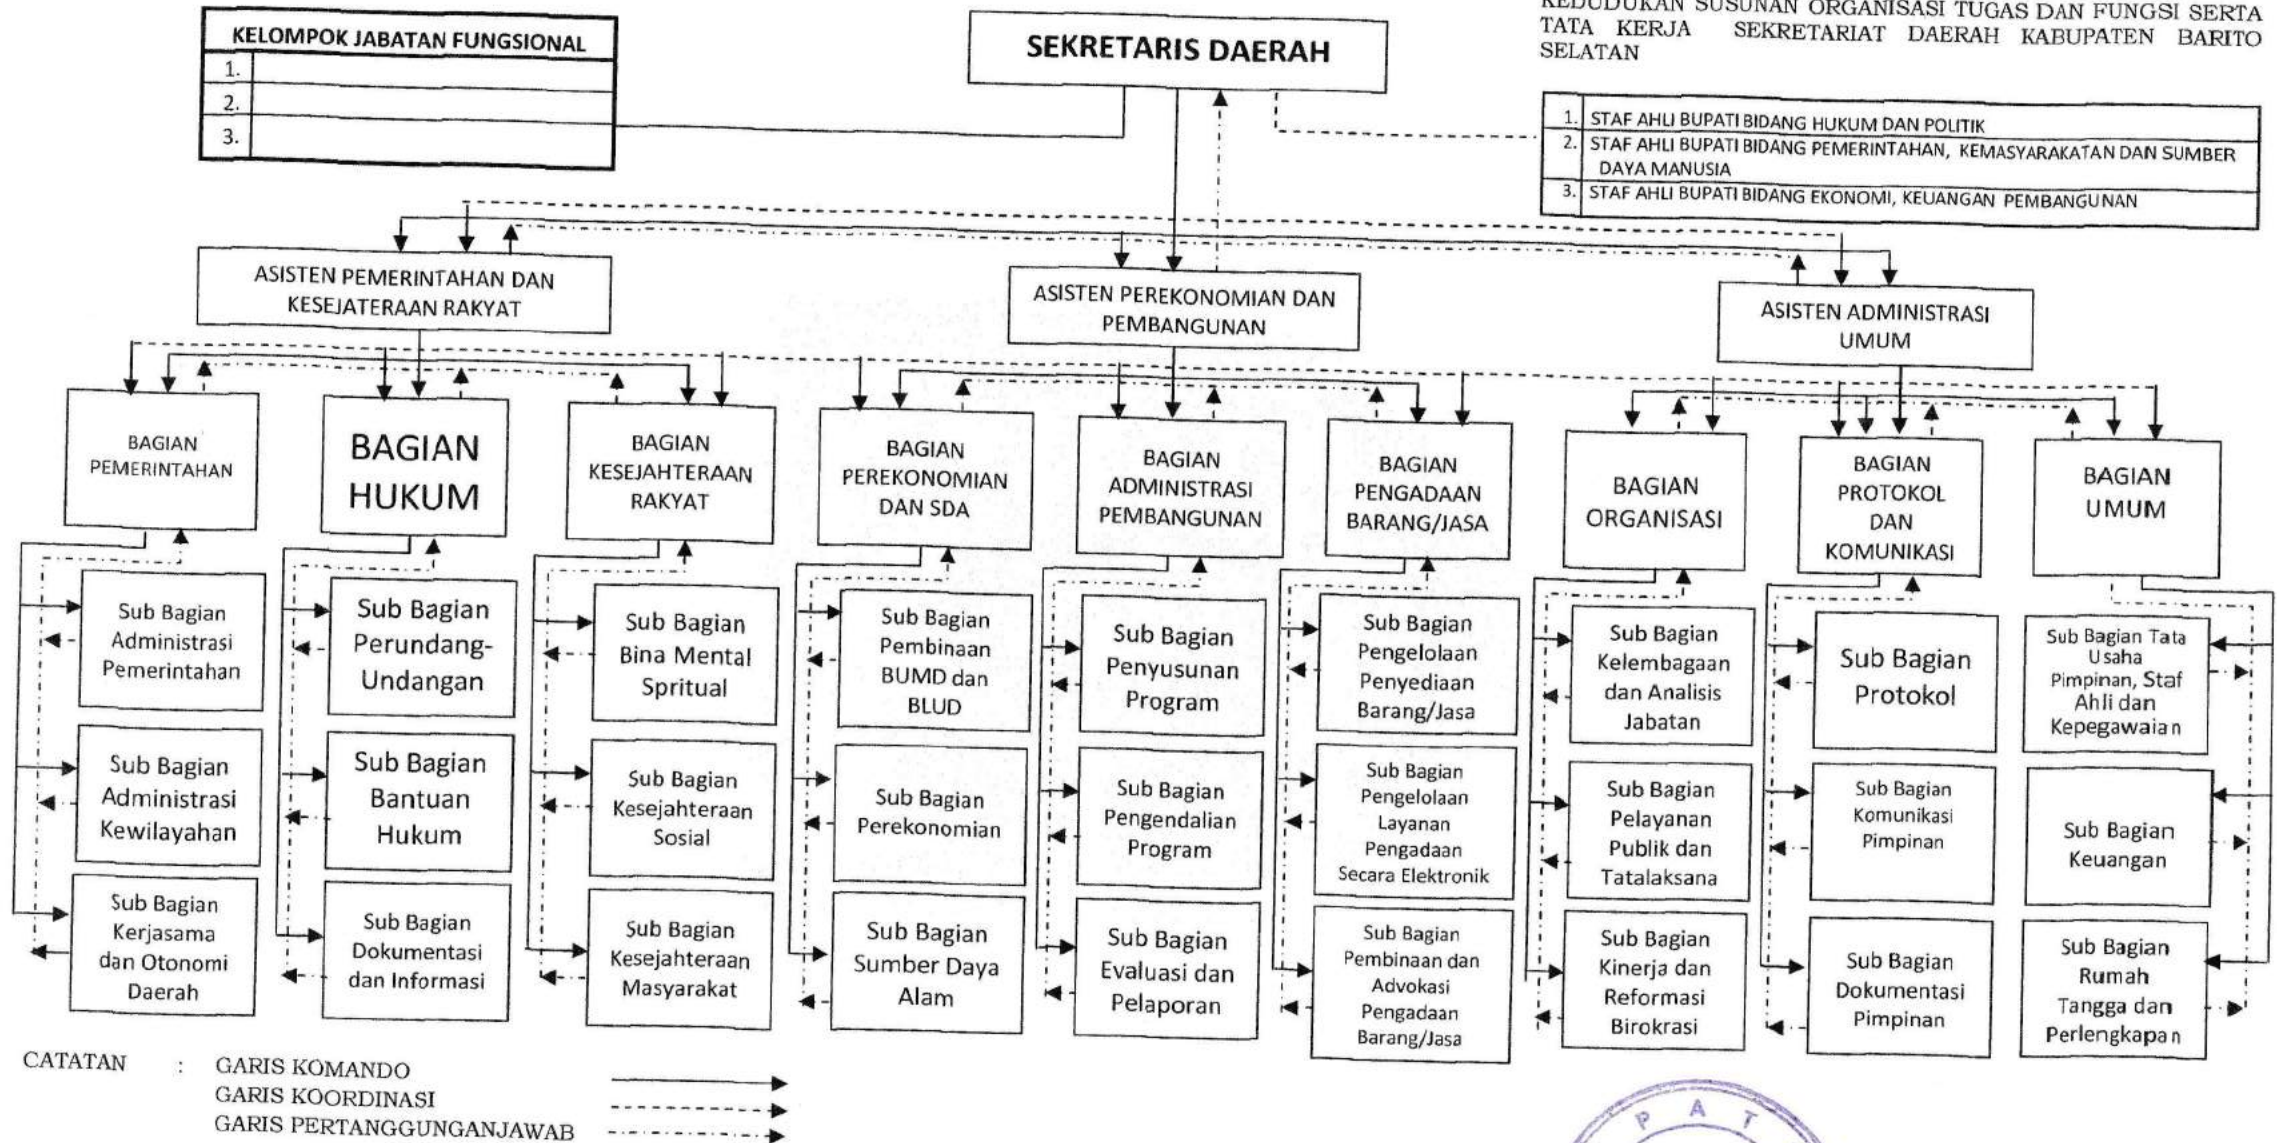 KEDUDUKAN SUSUNAN ORGANISASI TUGAS DAN FUNGSI SERTA
TATA KERJA SEKRETARIAT DAERAH KABUPATEN BARITO
SELATAN
KELOMPOK JABATAN FUNGSIONAL
1.
2.
3.
SEKRETARIS DAERAH
1. STAF AHLI BUPATI BIDANG HUKUM DAN POLITIK
2. STAF AHLI BUPATI BIDANG PEMERINTAHAN, KEMASYARAKATAN DAN SUMBER
DAYA MANUSIA
3. STAF AHLI BUPATI BIDANG EKONOMI, KEUANGAN PEMBANGUNAN
ASISTEN PEMERINTAHAN DAN
KESEJATERAAN RAKYAT
ASISTEN PEREKONOMIAN DAN
PEMBANGUNAN
ASISTEN ADMINISTRASI
UMUM
BAGIAN
PEMERINTAHAN
BAGIAN
HUKUM
BAGIAN
KESEJAHTERAAN
RAKYAT
BAGIAN
PEREKONOMIAN
DAN SDA
BAGIAN
ADMINISTRASI
PEMBANGUNAN
BAGIAN
PENGADAAN
BARANG/JASA
BAGIAN
ORGANISASI
BAGIAN
PROTOKOL
DAN
KOMUNIKASI
BAGIAN
UMUM
Sub Bagian
Administrasi
Pemerintahan
Sub Bagian
Perundang-
Undangan
Sub Bagian
Bina Mental
Spritual
Sub Bagian
Pembinaan
BUMD dan
BLUD
Sub Bagian
Penyusunan
Program
Sub Bagian
Pengelolaan
Penyediaan
Barang/Jasa
Sub Bagian
Kelembagaan
dan Analisis
Jabatan
Sub Bagian
Protokol
Sub Bagian Tata
Usaha
Pimpinan, Staf
Ahli dan
Kepegawaian
Sub Bagian
Administrasi
Kewilayahan
Sub Bagian
Bantuan
Hukum
Sub Bagian
Kesejahteraan
Sosial
Sub Bagian
Perekonomian
Sub Bagian
Pengendalian
Program
Sub Bagian
Pengelolaan
Layanan
Pengadaan
Secara Elektronik
Sub Bagian
Pelayanan
Publik dan
Tatalaksana
Sub Bagian
Komunikasi
Pimpinan
Sub Bagian
Keuangan
Sub Bagian
Kerjasama
dan Otonomi
Daerah
Sub Bagian
Dokumentasi
dan Informasi
Sub Bagian
Kesejahteraan
Masyarakat
Sub Bagian
Sumber Daya
Alam
Sub Bagian
Evaluasi dan
Pelaporan
Sub Bagian
Pembinaan dan
Advokasi
Pengadaan
Barang/Jasa
Sub Bagian
Kinerja dan
Reformasi
Birokrasi
Sub Bagian
Dokumentasi
Pimpinan
Sub Bagian
Rumah
Tangga dan
Perlengkapan
CATATAN : GARIS KOMANDO
GARIS KOORDINASI
GARIS PERTANGGUNGANJAWAB
P A T